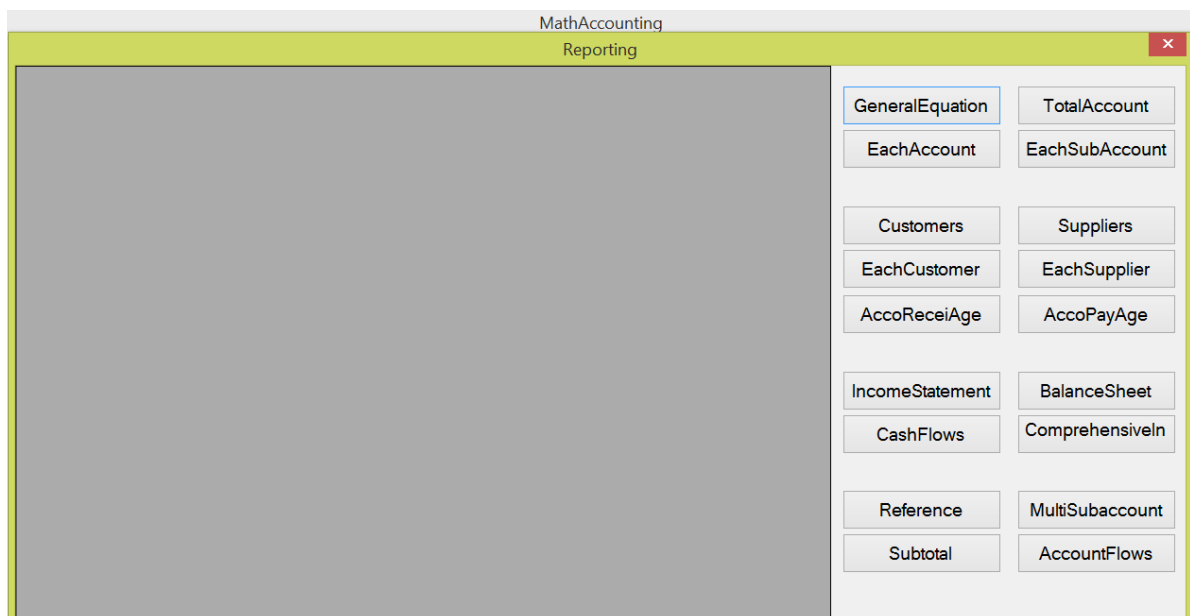 MathAccounting
Reporting
GeneralEquation TotalAccount
EachAccount EachSubAccount
Customers Suppliers
EachCustomer EachSupplier
AccoReceiAge AccoPayAge
IncomeStatement BalanceSheet
CashFlows ComprehensiveIn
Reference MultiSubaccount
Subtotal AccountFlows